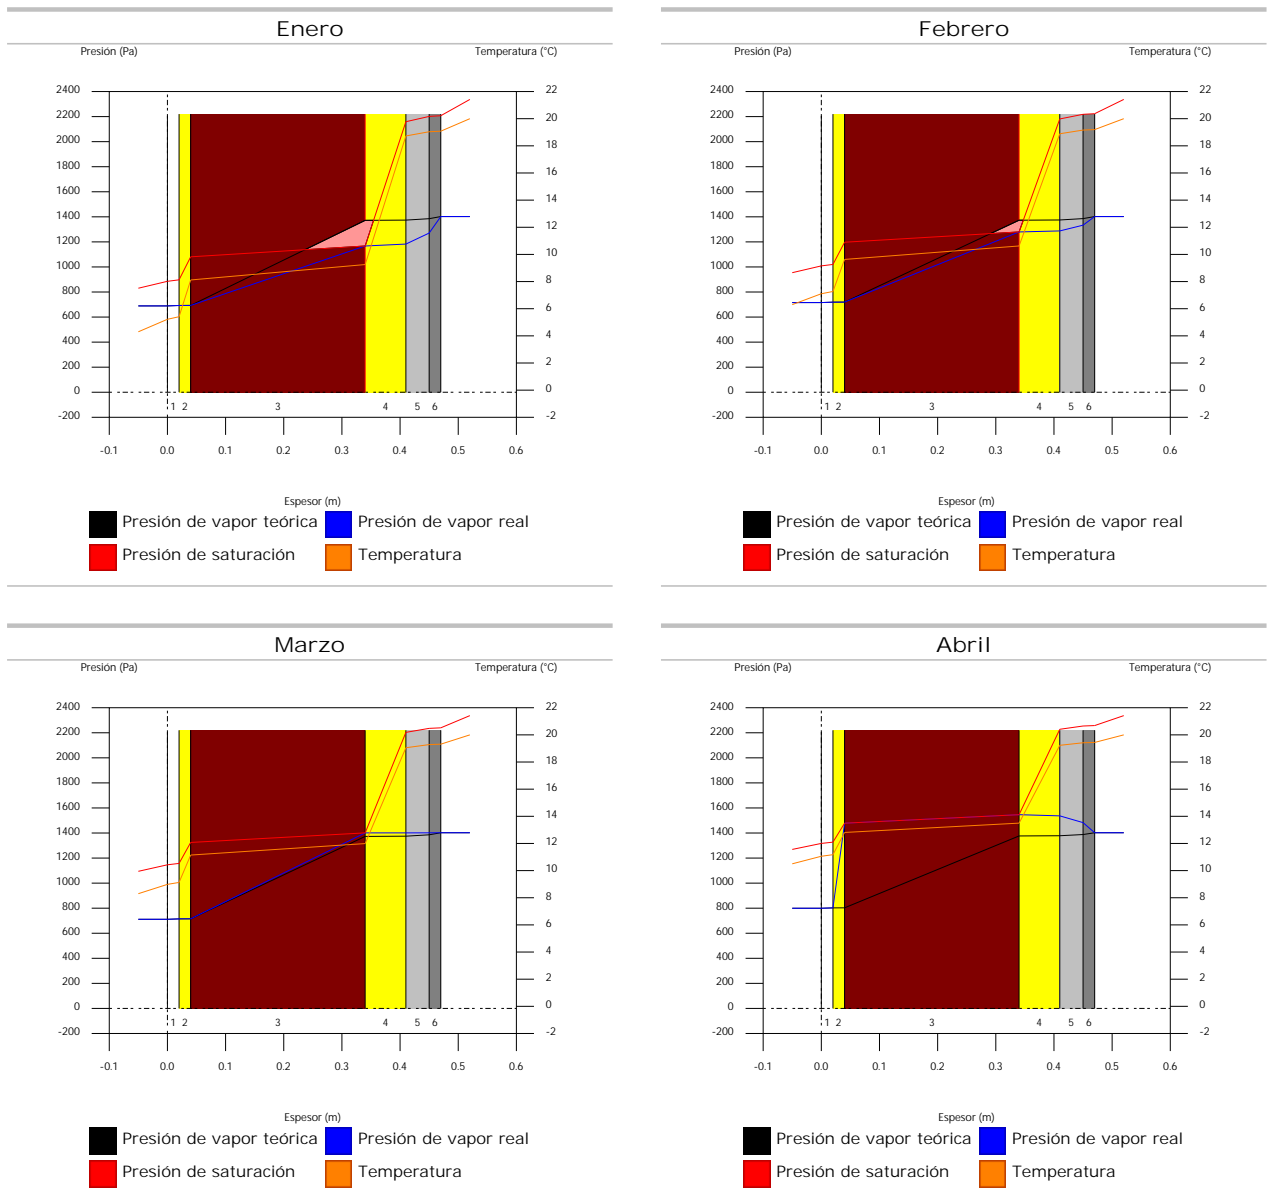 Enero
Presión (Pa) Temperatura (°C)
2400 22
2200 20
2000 18
1800 16
1600 14
1400 12
1200 10
1000 8
800 6
600 4
400 2
200 0
0 -2
-200
1 2 3 4 5 6
-0.1 0.0 0.1 0.2 0.3 0.4 0.5 0.6
Espesor (m)
Presión de vapor teórica Presión de vapor real
Presión de saturación Temperatura
Febrero
Presión (Pa) Temperatura (°C)
2400 22
2200 20
2000 18
1800 16
1600 14
1400 12
1200 10
1000 8
800 6
600 4
400 2
200 0
0 -2
-200
1 2 3 4 5 6
-0.1 0.0 0.1 0.2 0.3 0.4 0.5 0.6
Espesor (m)
Presión de vapor teórica Presión de vapor real
Presión de saturación Temperatura
Marzo
Presión (Pa) Temperatura (°C)
2400 22
2200 20
2000 18
1800 16
1600 14
1400 12
1200 10
1000 8
800 6
600 4
400 2
200 0
0 -2
-200
1 2 3 4 5 6
-0.1 0.0 0.1 0.2 0.3 0.4 0.5 0.6
Espesor (m)
Presión de vapor teórica Presión de vapor real
Presión de saturación Temperatura
Abril
Presión (Pa) Temperatura (°C)
2400 22
2200 20
2000 18
1800 16
1600 14
1400 12
1200 10
1000 8
800 6
600 4
400 2
200 0
0 -2
-200
1 2 3 4 5 6
-0.1 0.0 0.1 0.2 0.3 0.4 0.5 0.6
Espesor (m)
Presión de vapor teórica Presión de vapor real
Presión de saturación Temperatura